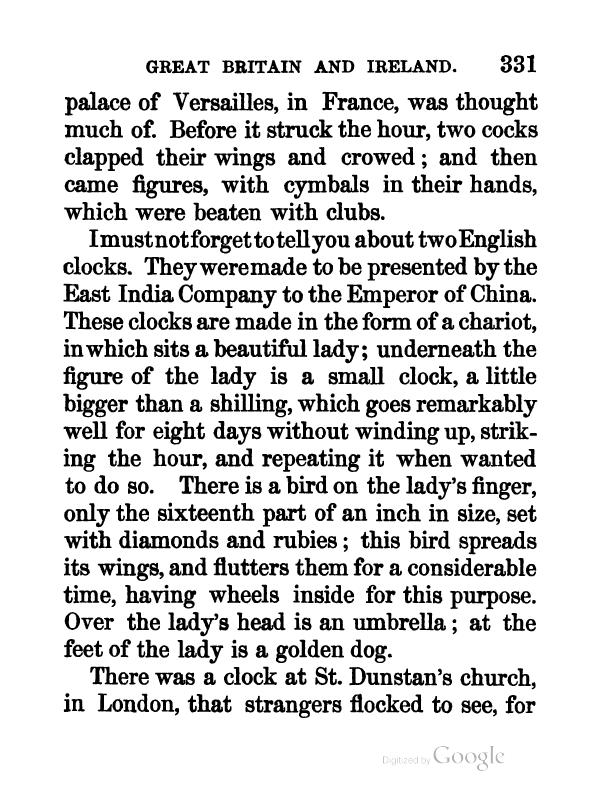 GREAT BRITAIN AND IRELAND. 331
palace of Versailles, in France, was thought
much of. Before it struck the hour, two cocks
clapped their wings and crowed; and then
came figures, with cymbals in their hands,
which were beaten with clubs.
I must not forget to tell you about two English
clocks. They were made to be presented by the
East India Company to the Emperor of China.
These clocks are made in the form of a chariot,
in which sits a beautiful lady; underneath the
figure of the lady is a small clock, a little
bigger than a shilling, which goes remarkably
well for eight days without winding up, strik-
ing the hour, and repeating it when wanted
to do so. There is a bird on the lady's finger,
only the sixteenth part of an inch in size, set
with diamonds and rubies; this bird spreads
its wings, and flutters them for a considerable
time, having wheels inside for this purpose.
Over the lady's head is an umbrella; at the
feet of the lady is a golden dog.
There was a clock at St. Dunstan's church,
in London, that strangers flocked to see, for
Digitized by Google